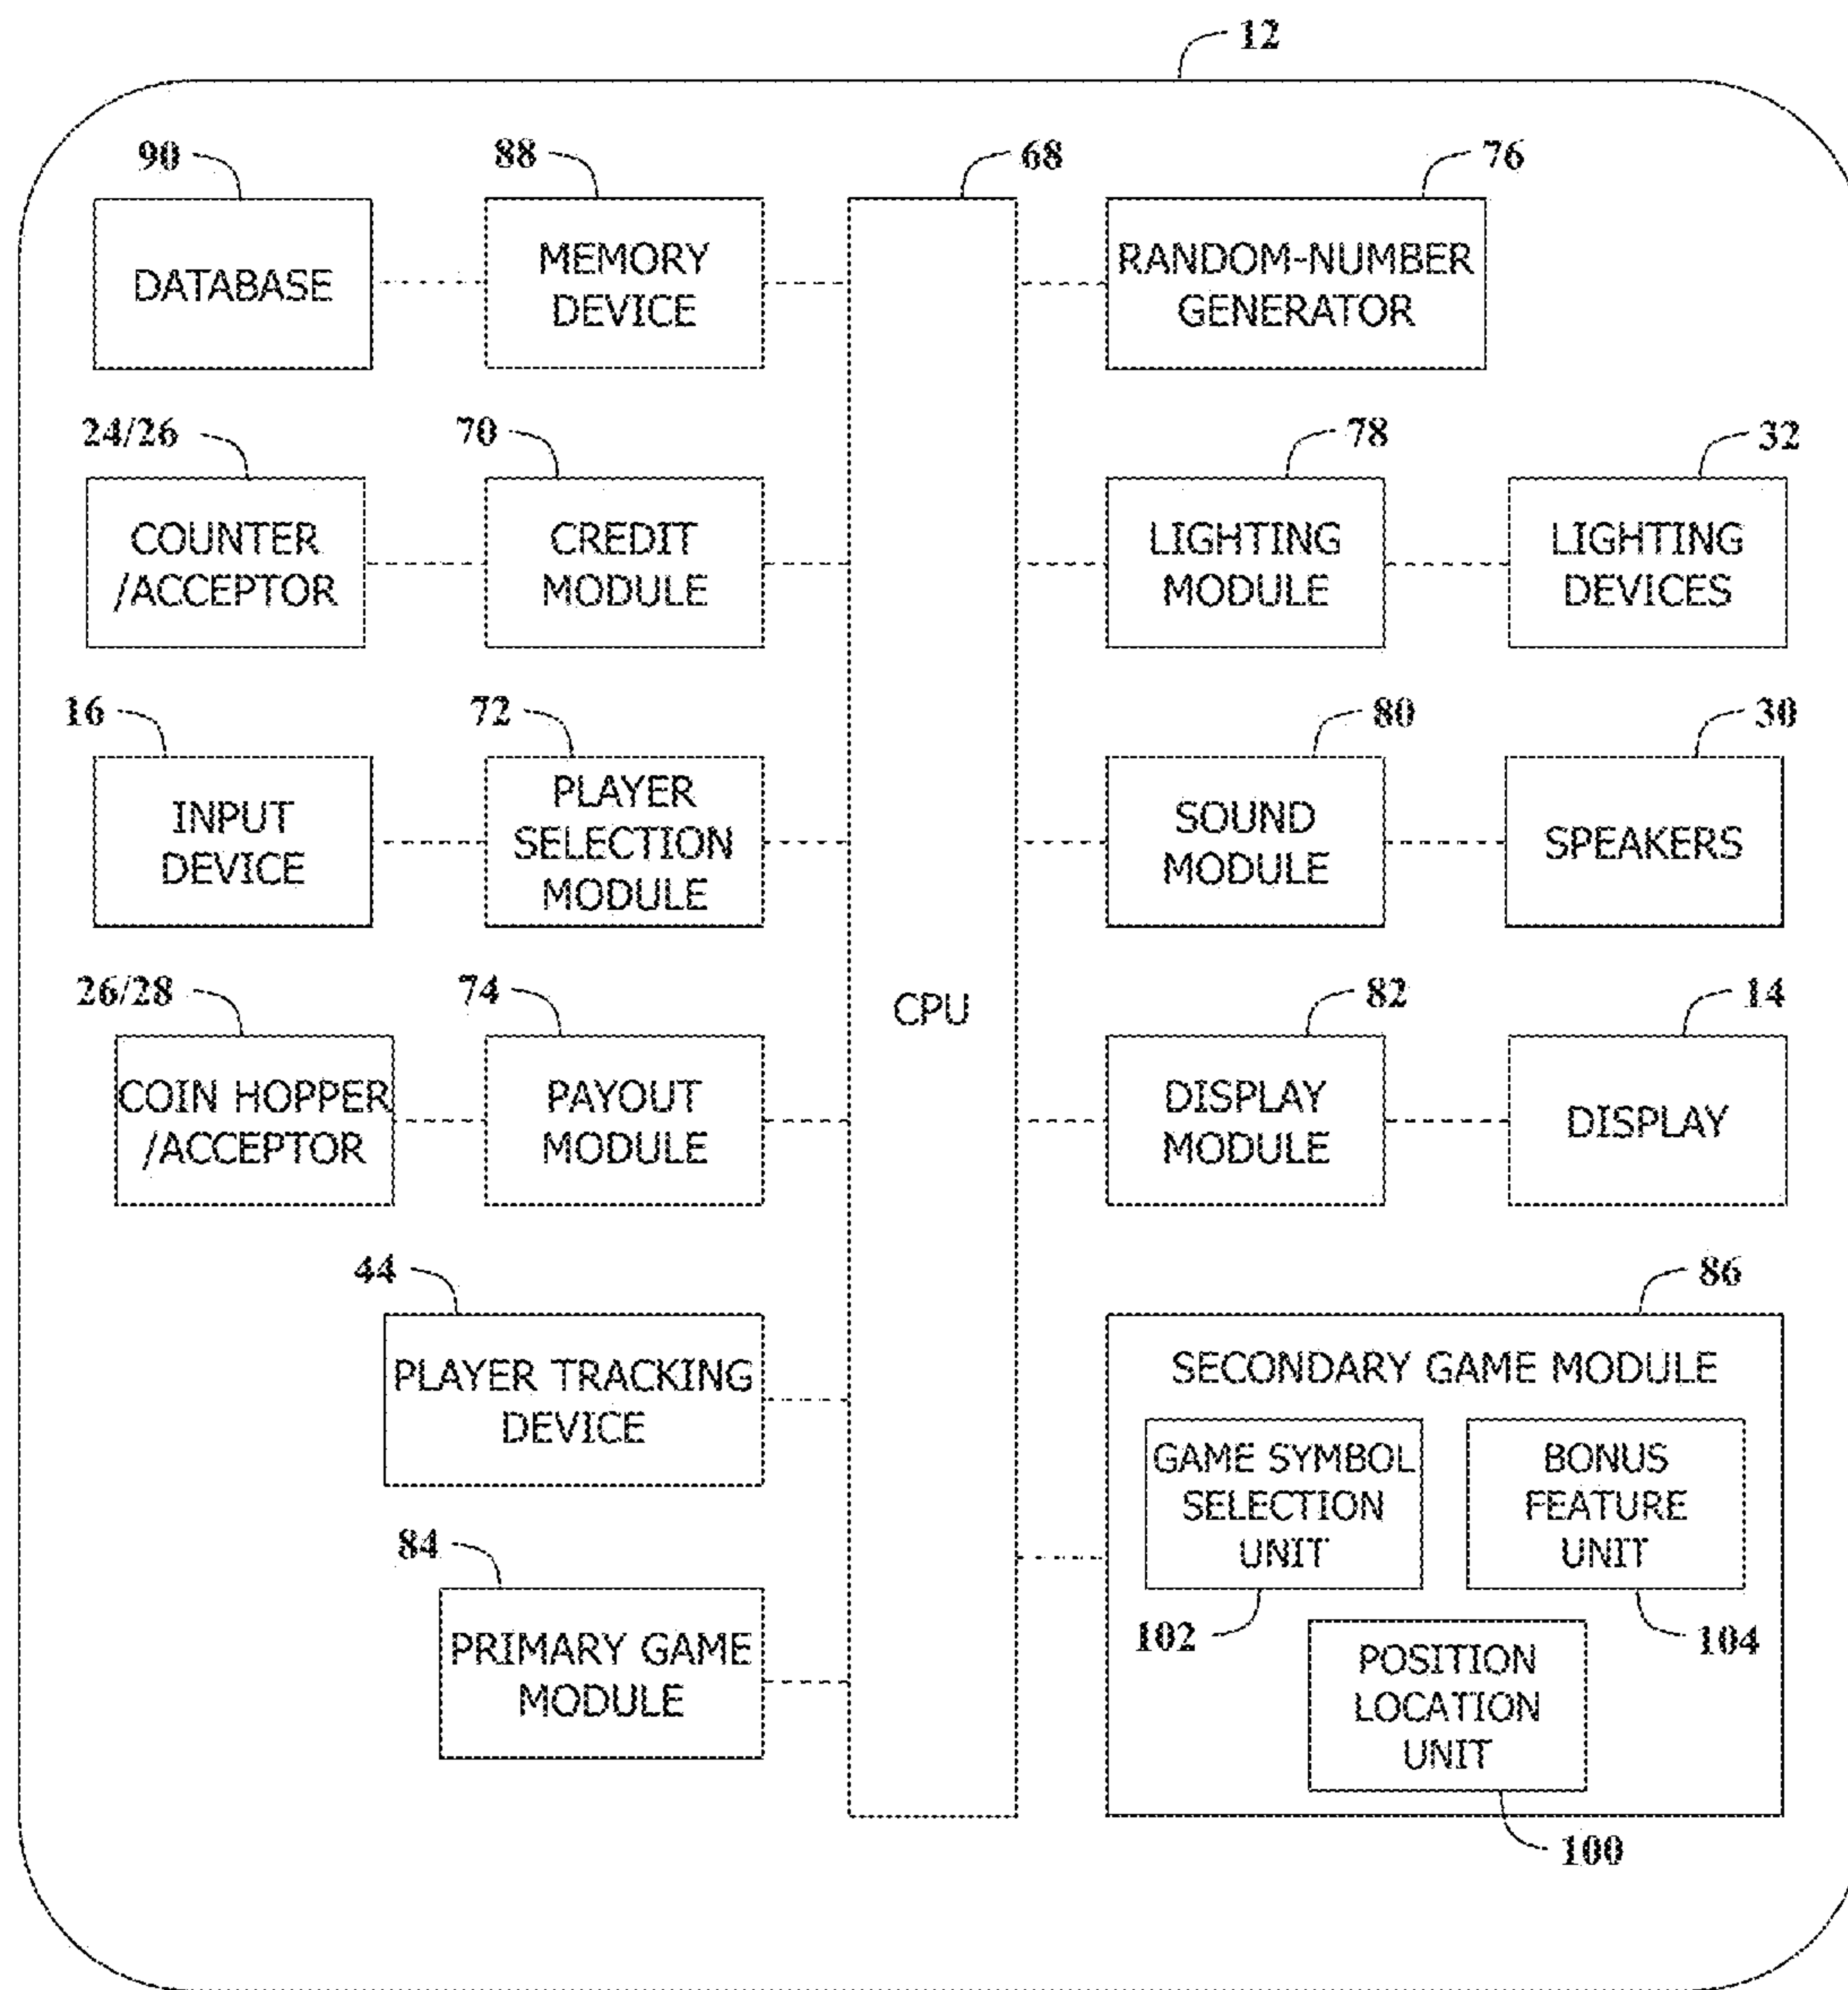 12
90
88
68
76
DATABASE
MEMORY
DEVICE
RANDOM-NUMBER
GENERATOR
24/26
70
78
32
COUNTER
/ACCEPTOR
CREDIT
MODULE
LIGHTING
MODULE
LIGHTING
DEVICES
16
72
80
30
INPUT
DEVICE
PLAYER
SELECTION
MODULE
SOUND
MODULE
SPEAKERS
26/28
74
CPU
82
14
COIN HOPPER
/ACCEPTOR
PAYOUT
MODULE
DISPLAY
MODULE
DISPLAY
44
86
PLAYER TRACKING
DEVICE
SECONDARY GAME MODULE
GAME SYMBOL
SELECTION
UNIT
BONUS
FEATURE
UNIT
84
102
104
PRIMARY GAME
MODULE
POSITION
LOCATION
UNIT
100